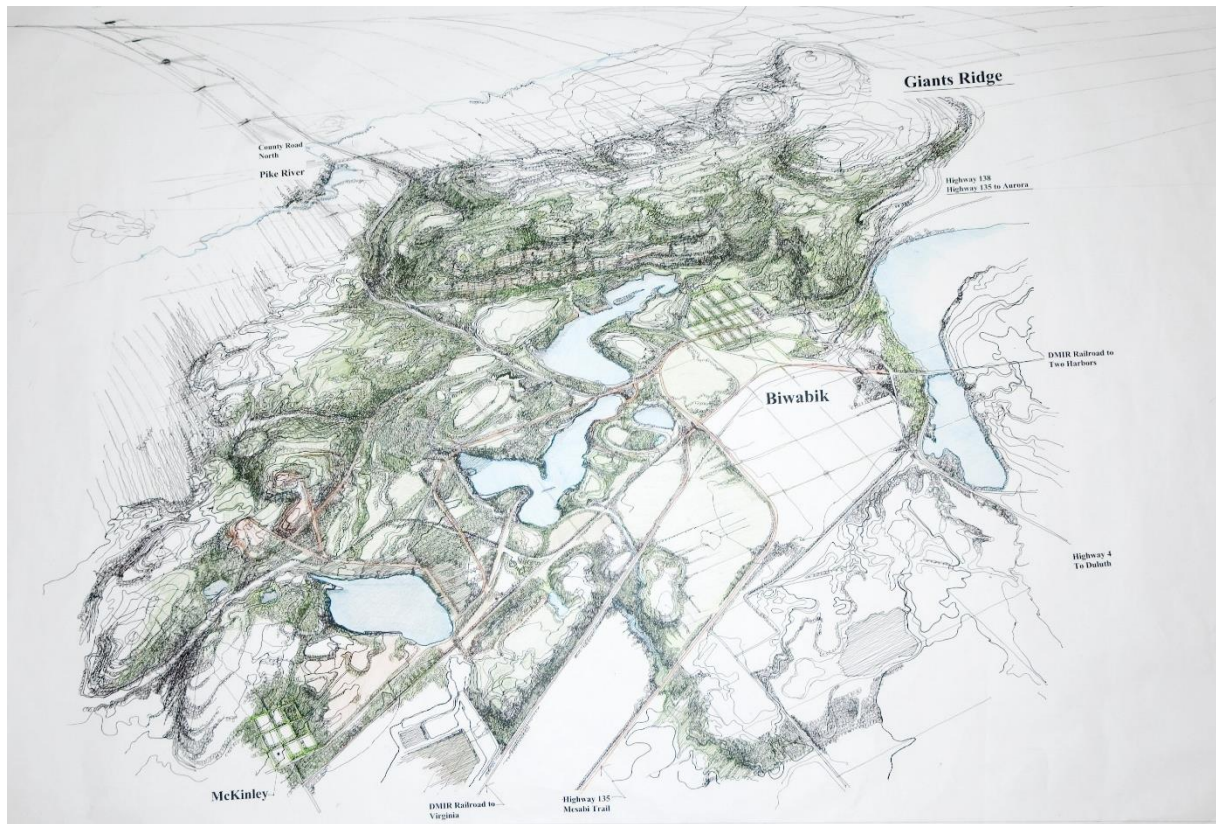 Giants Ridge
County Road
North
Pike River
Highway 138
Highway 135 to Aurora
DMIR Railroad to
Two Harbors
Biwabik
Highway 4
To Duluth
McKinley
DMIR Railroad to
Virginia
Highway 135
Mesabi Trail